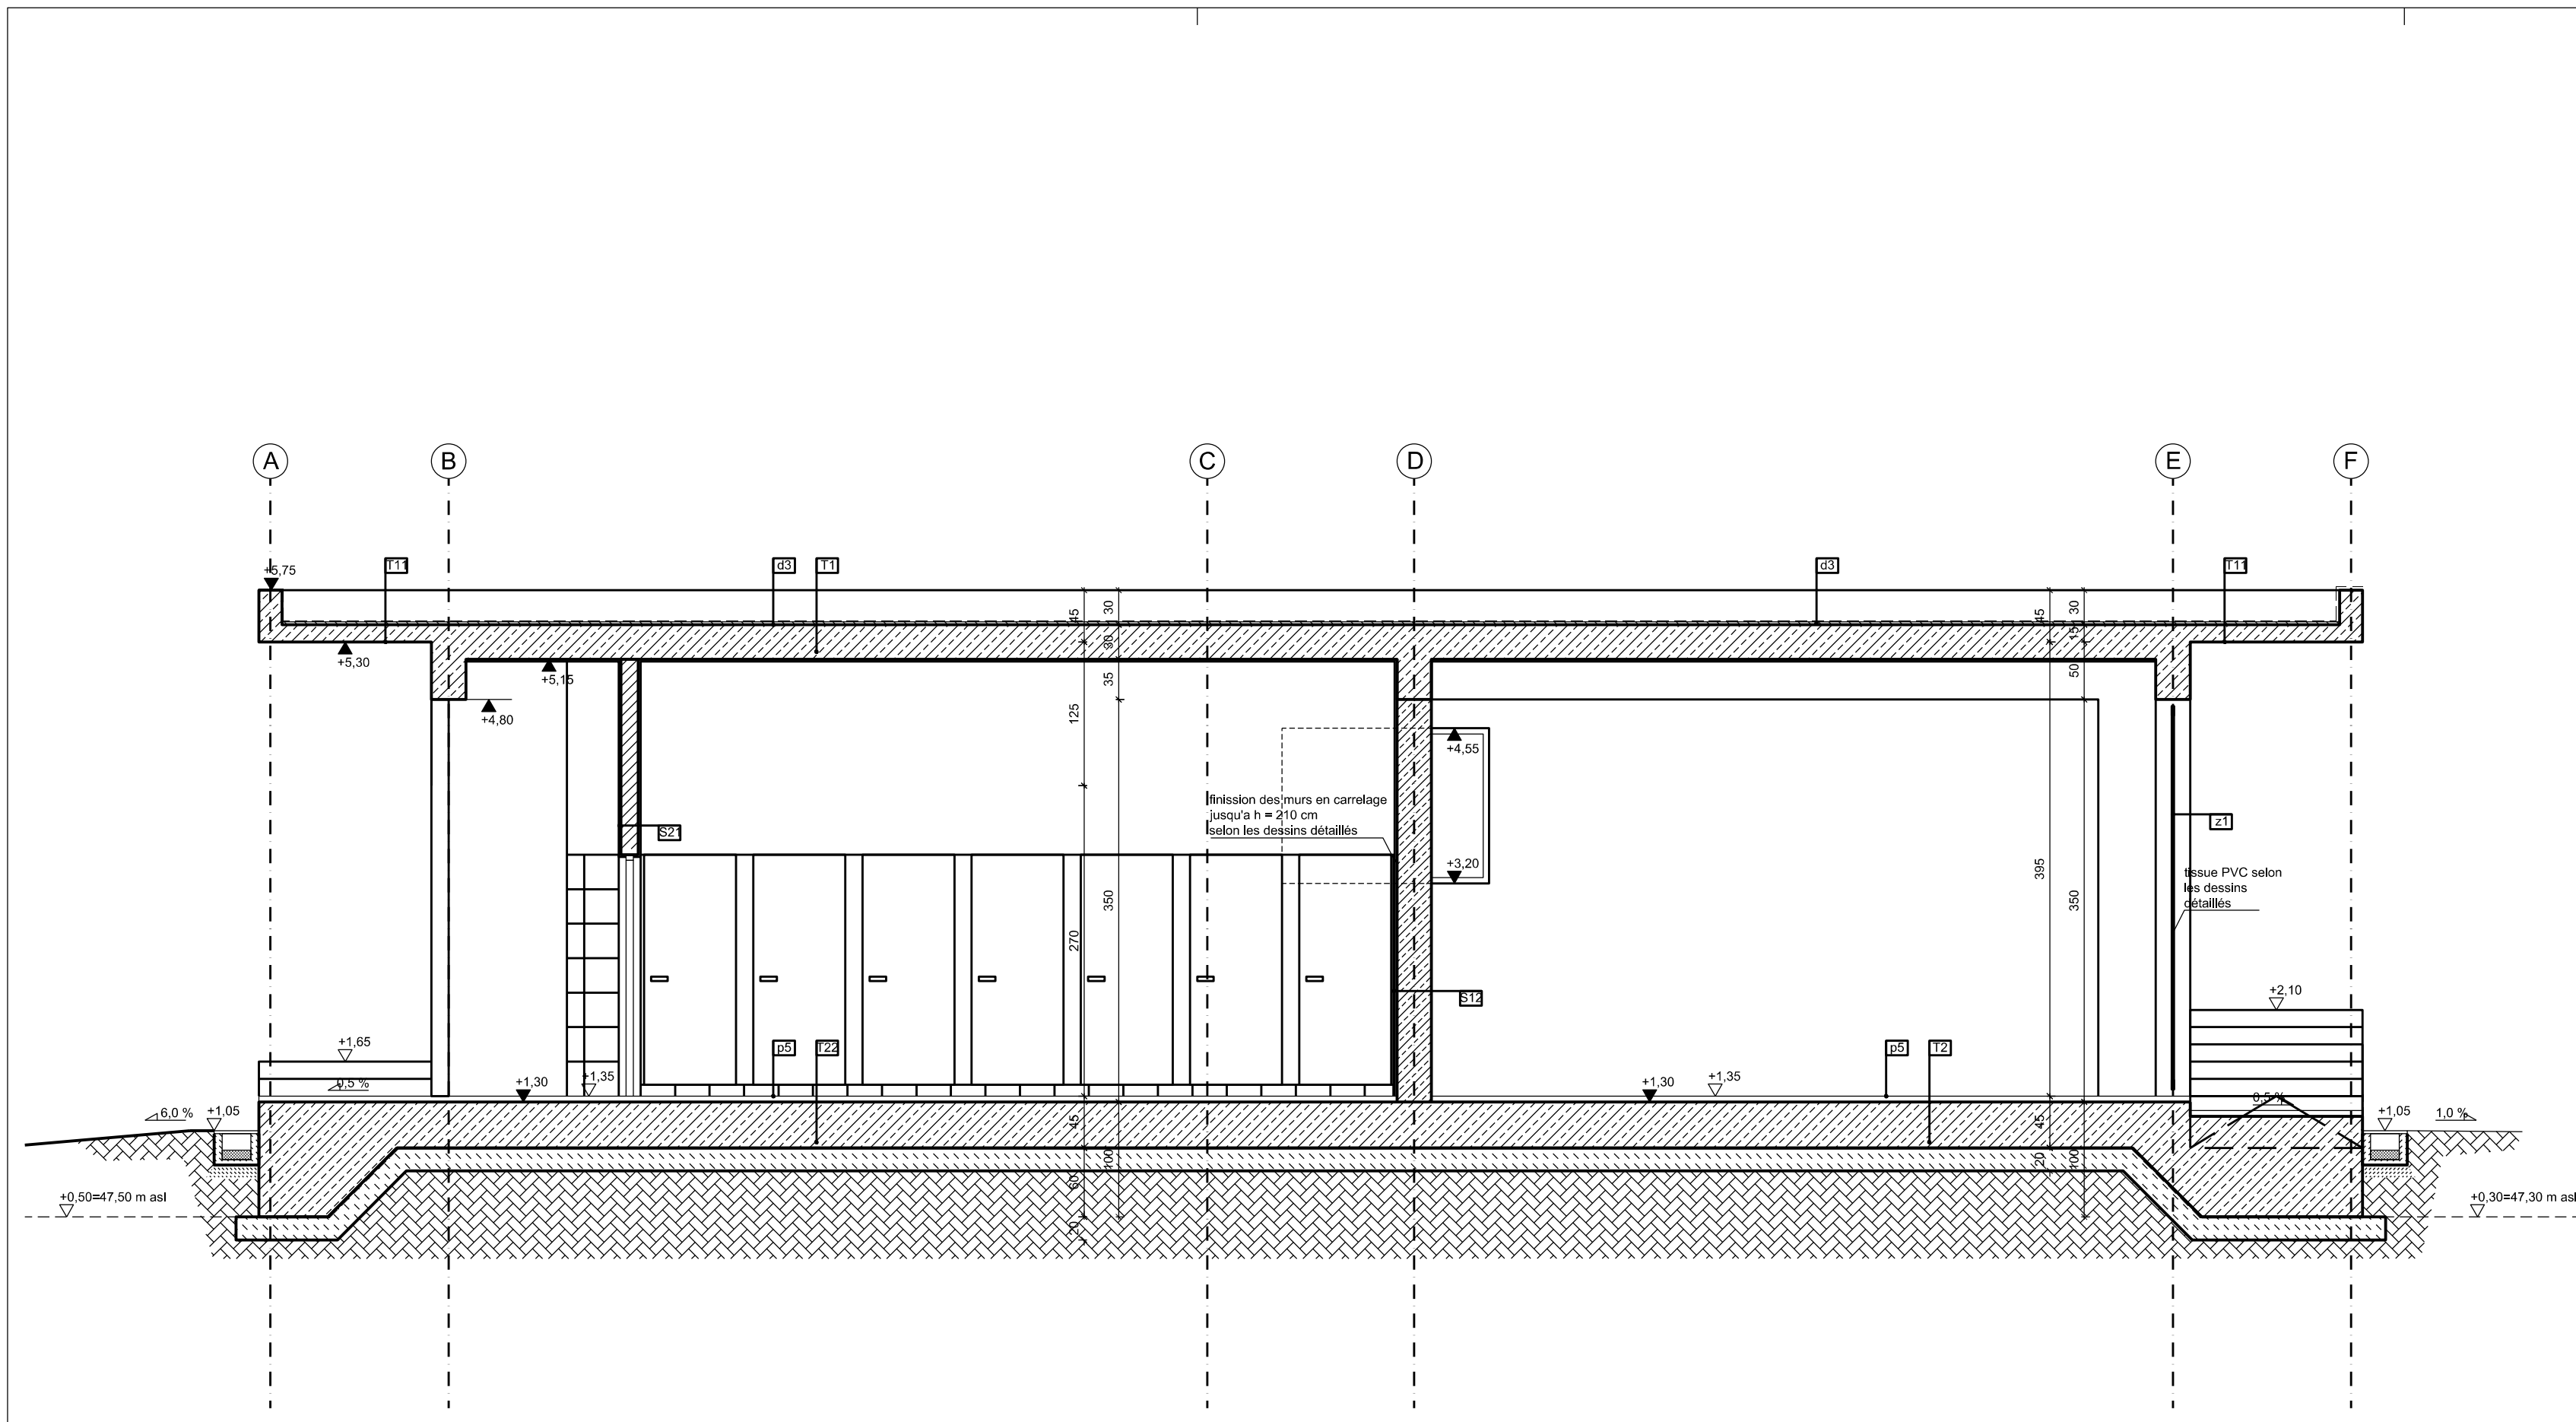 A
B
C
D
E
F
+5,75
T11
d3
T1
d3
T11
45
30
30
45
30
15
+5,30
+5,15
35
50
+4,80
125
+4,55
finission des murs en carrelage
jusqu'a h = 210 cm
selon les dessins détaillés
S21
z1
+3,20
395
tissue PVC selon
les dessins
détaillés
350
350
270
S12
+2,10
+1,65
p5
T22
p5
T2
0,5 %
+1,30
+1,35
+1,30
+1,35
0,5 %
6,0 %
+1,05
+1,05
1,0 %
45
45
100
20
100
60
+0,50=47,50 m asl
+0,30=47,30 m asl
20